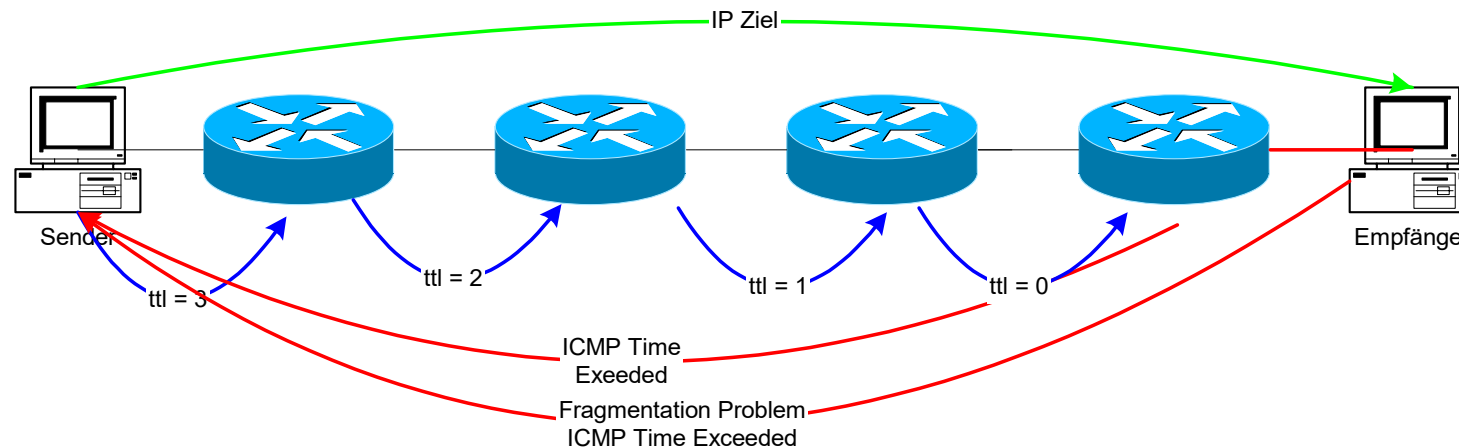 IP Ziel
Sender
Empfänge
ttl = 3
ttl = 2
ttl = 1
ttl = 0
ICMP Time
Exeeded
Fragmentation Problem
ICMP Time Exceeded